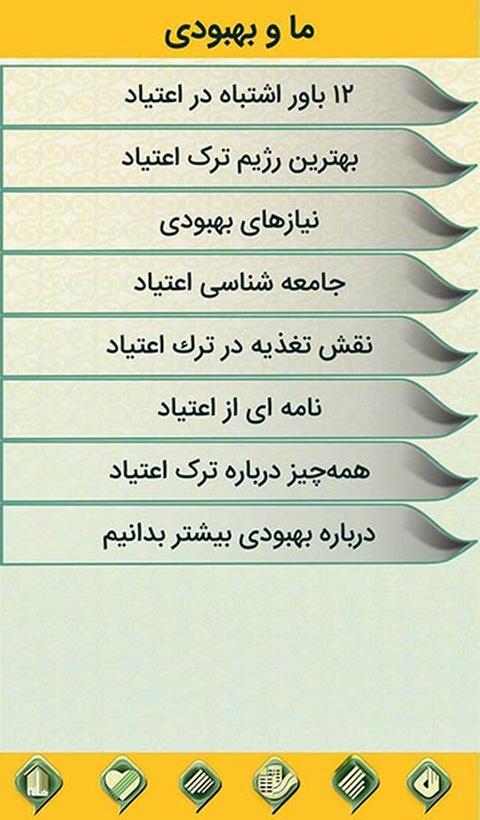 ما و بهبودی
۱۲ باور اشتباه در اعتیاد
بهترین رژیم ترک اعتیاد
نیازهای بهبودی
جامعه شناسی اعتیاد
نقش تغذیه در ترك اعتیاد
نامه ای از اعتیاد
همه‌چیز درباره ترک اعتیاد
درباره بهبودی بیشتر بدانیم